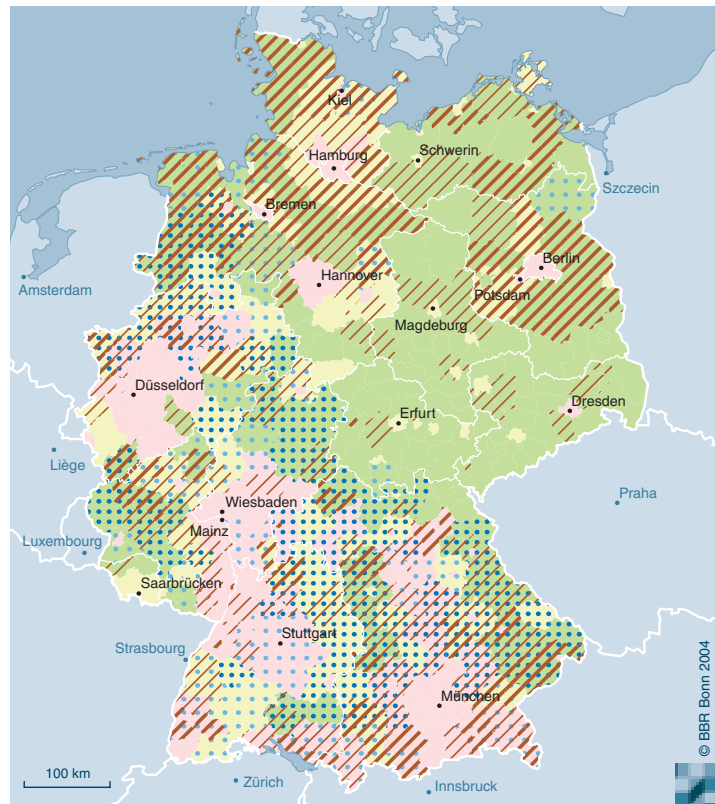 Kiel
Schwerin
Hamburg
Szczecin
Bremen
Berlin
Hannover
Amsterdam
Potsdam
Magdeburg
Düsseldorf
Dresden
Erfurt
Liège
Praha
Wiesbaden
Mainz
Luxembourg
Saarbrücken
Stuttgart
Strasbourg
München
© BBR Bonn 2004
100 km
Zürich
Innsbruck